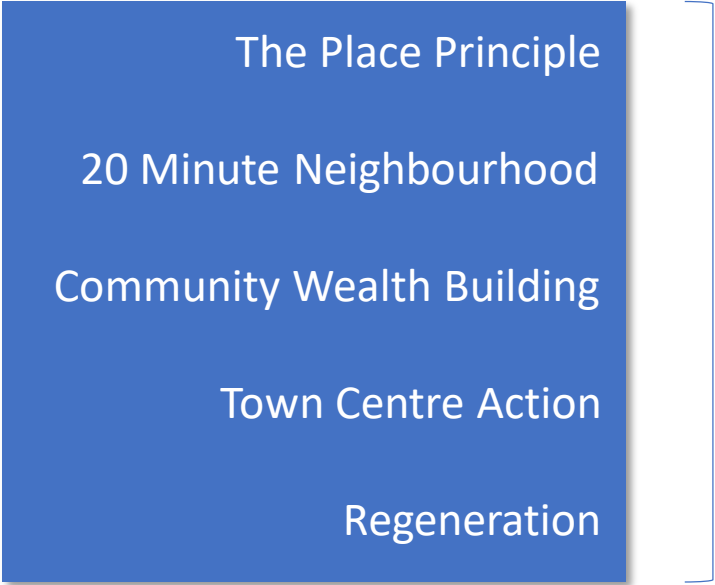 The Place Principle
20 Minute Neighbourhood
Community Wealth Building
Town Centre Action
Regeneration